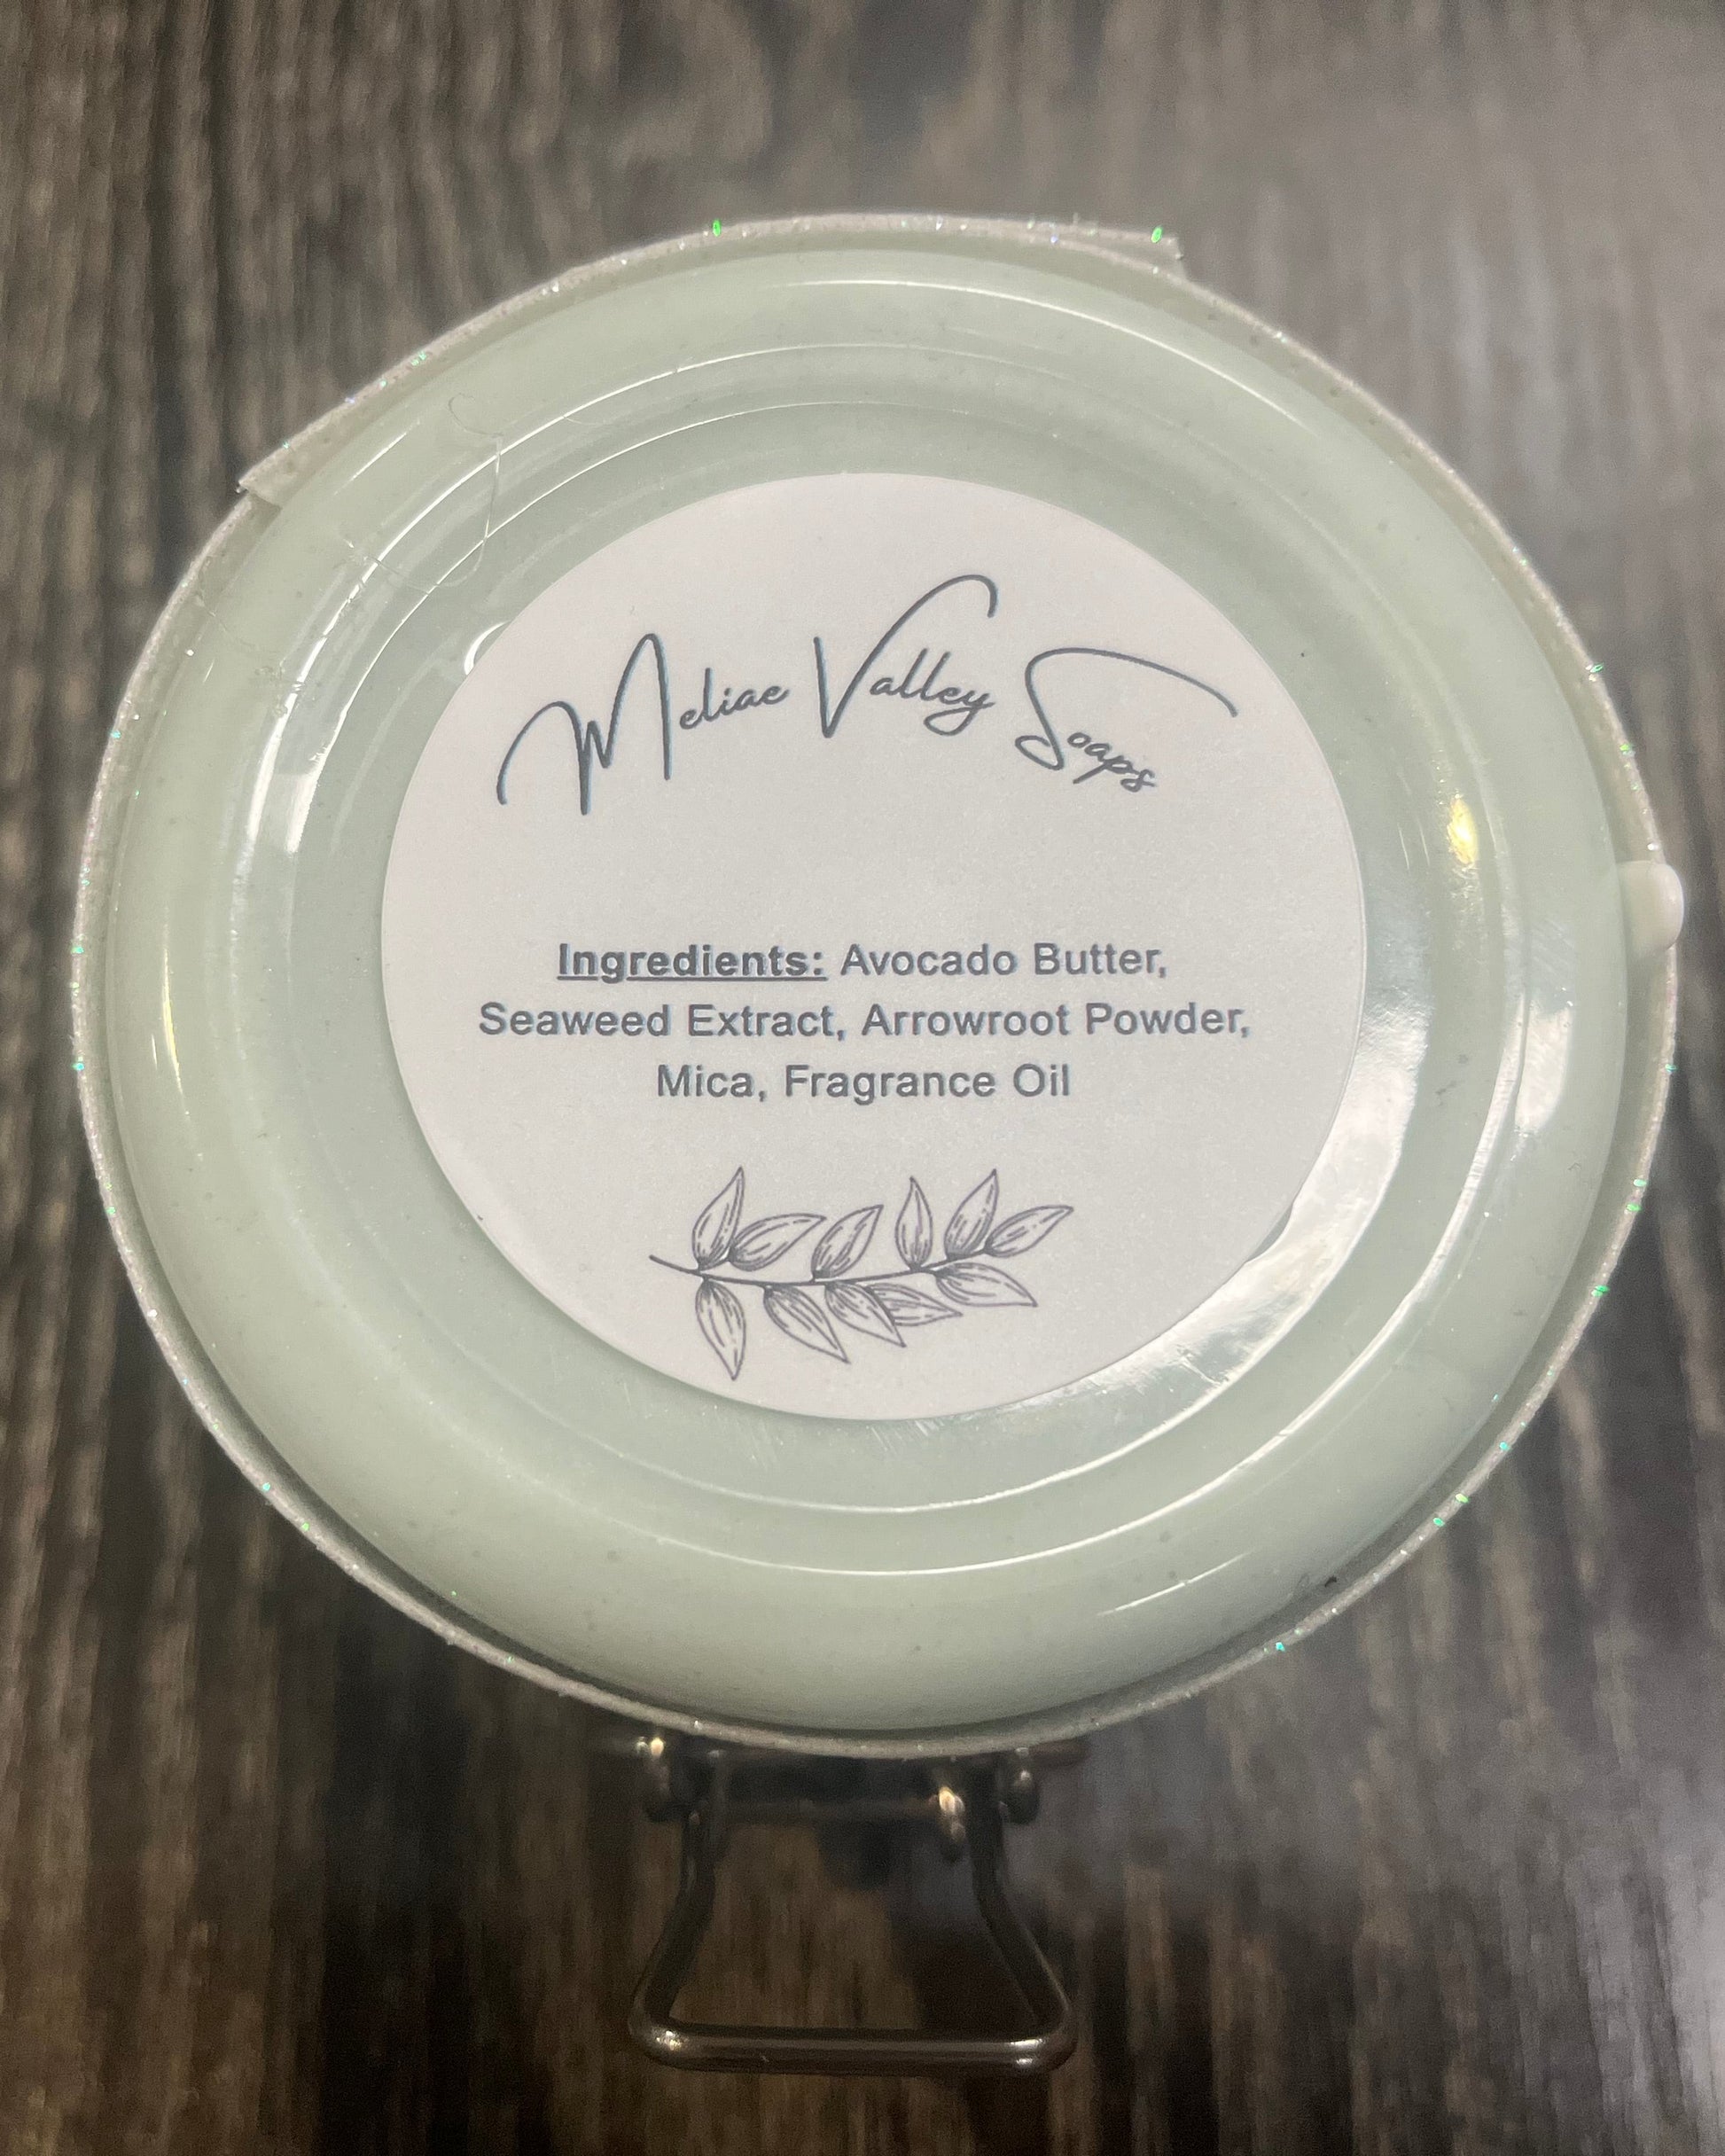 Meliae Valley Soaps
Ingredients: Avocado Butter,
Seaweed Extract, Arrowroot Powder,
Mica, Fragrance Oil